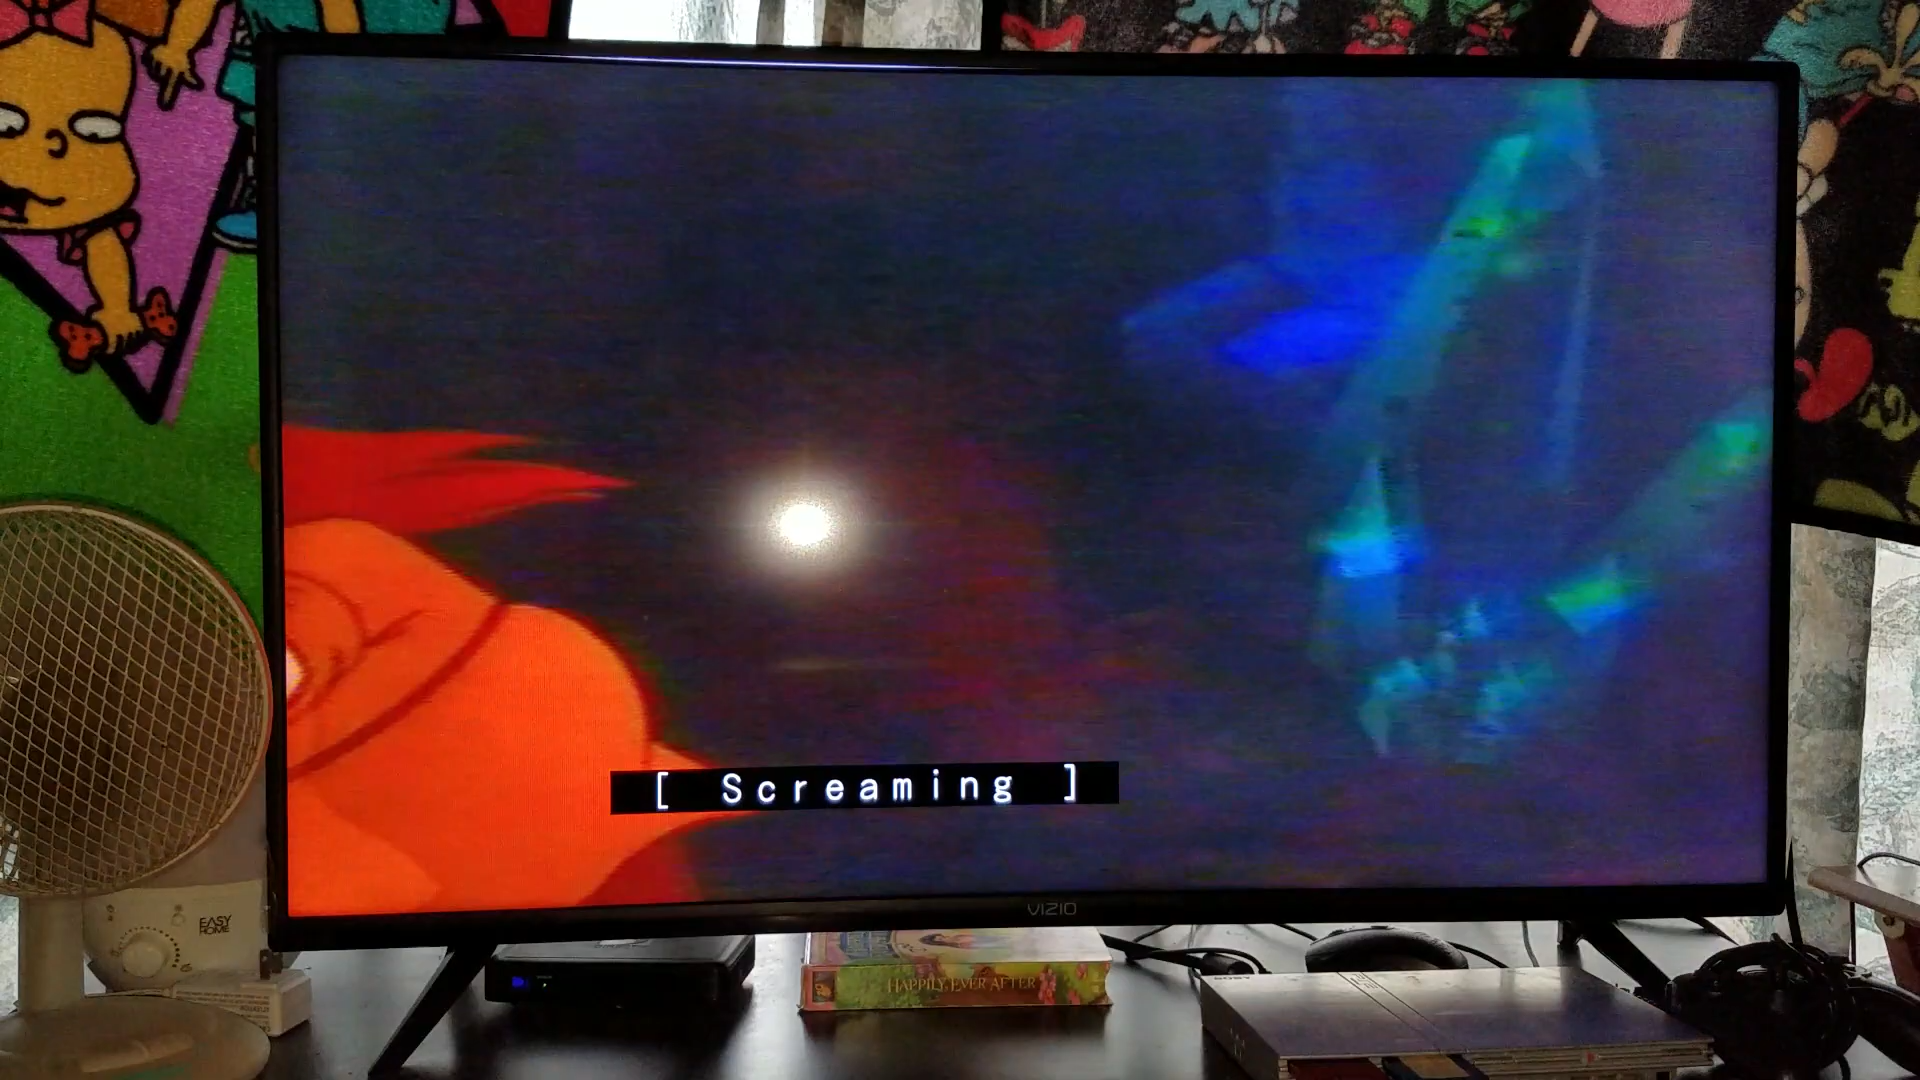 [ Screaming ]
VIZIO
EASY
HOME
HAPPILY EVER AFTER